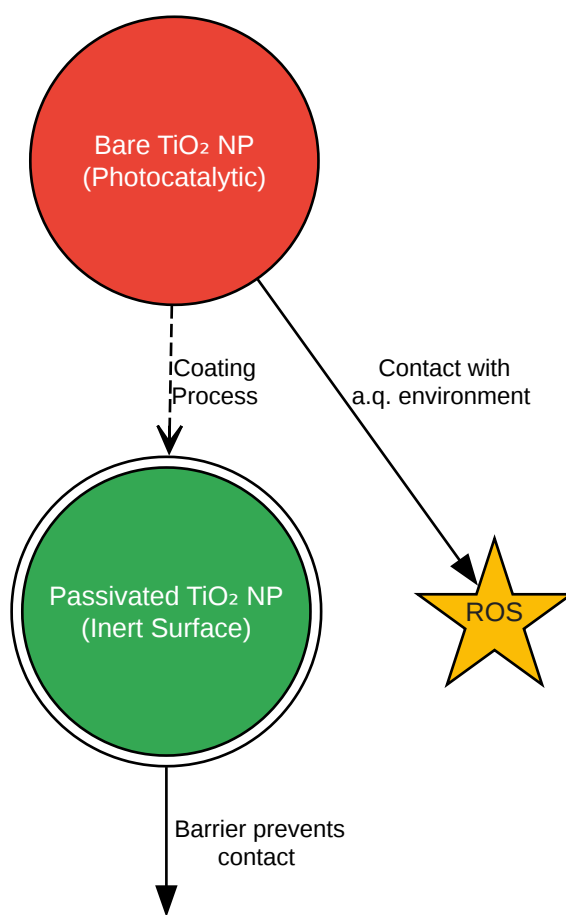 Bare TiO₂ NP
(Photocatalytic)
Coating
Process
Contact with
a.q. environment
Passivated TiO₂ NP
(Inert Surface)
ROS
Barrier prevents
contact